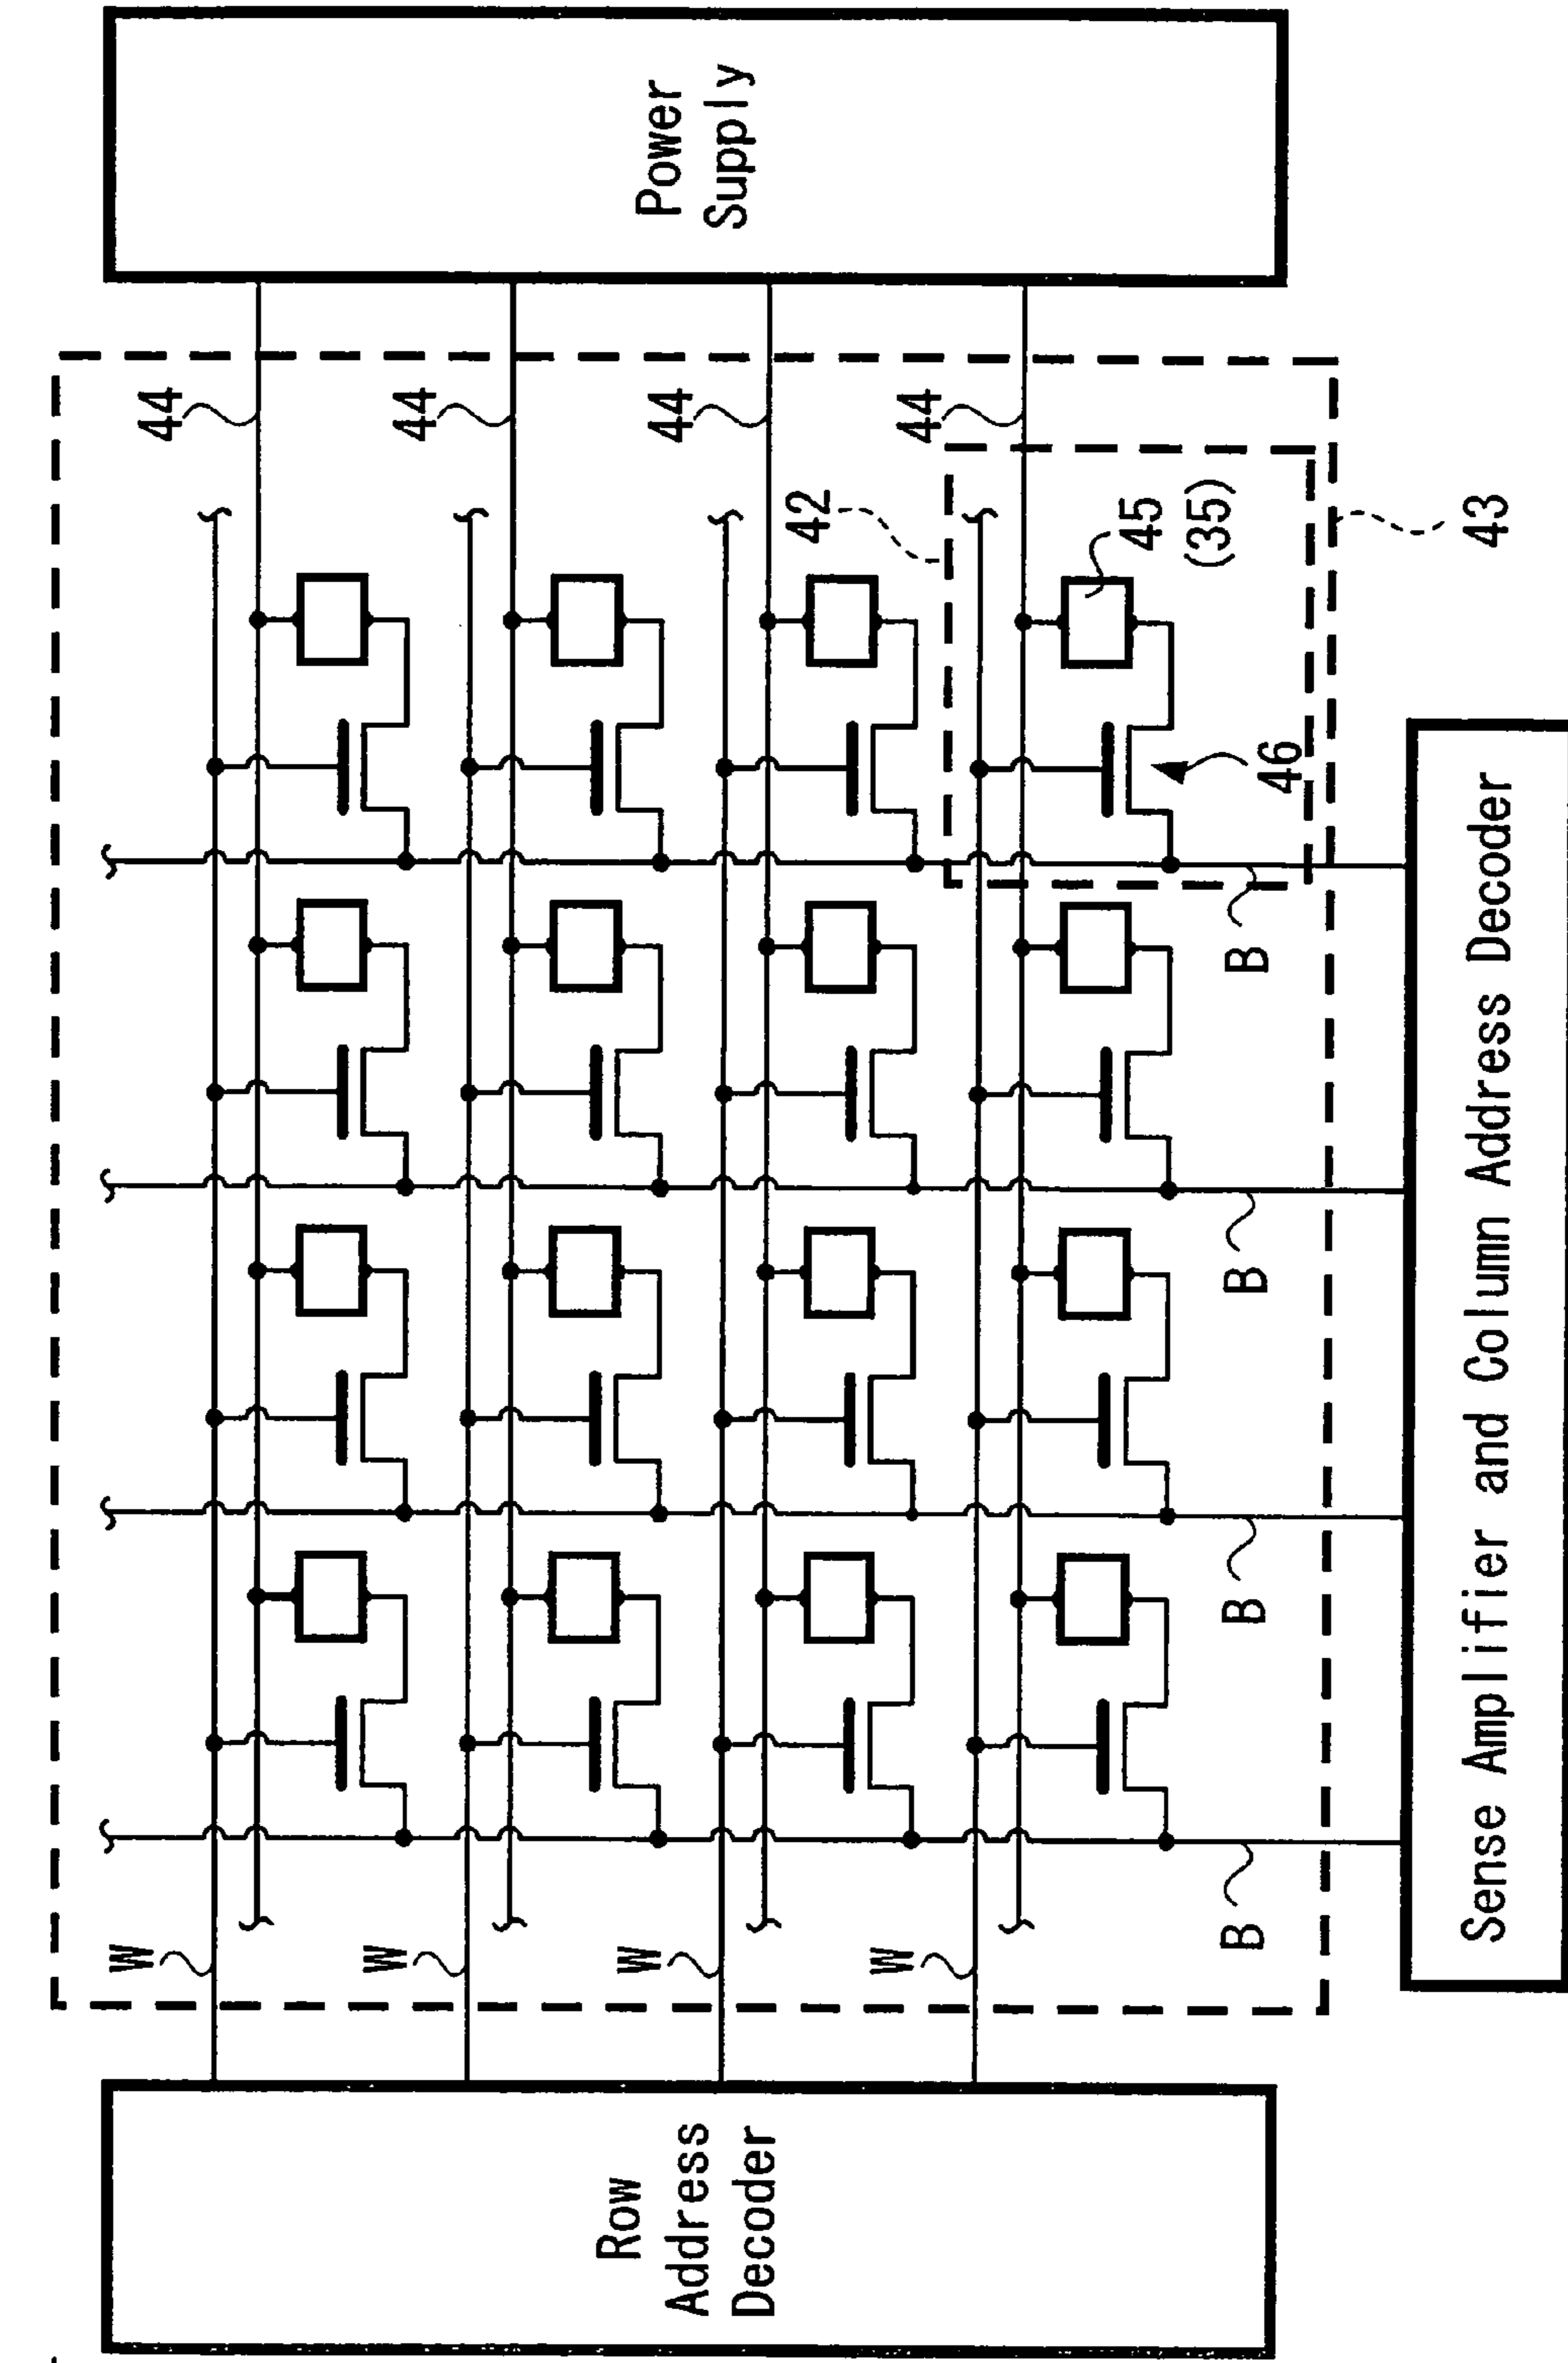 Power
Supply
44
44
44
44
42
45
(35)
43
46
B
B
B
B
W
W
W
W
Row
Address
Decoder
Sense Amplifier and Column Address Decoder